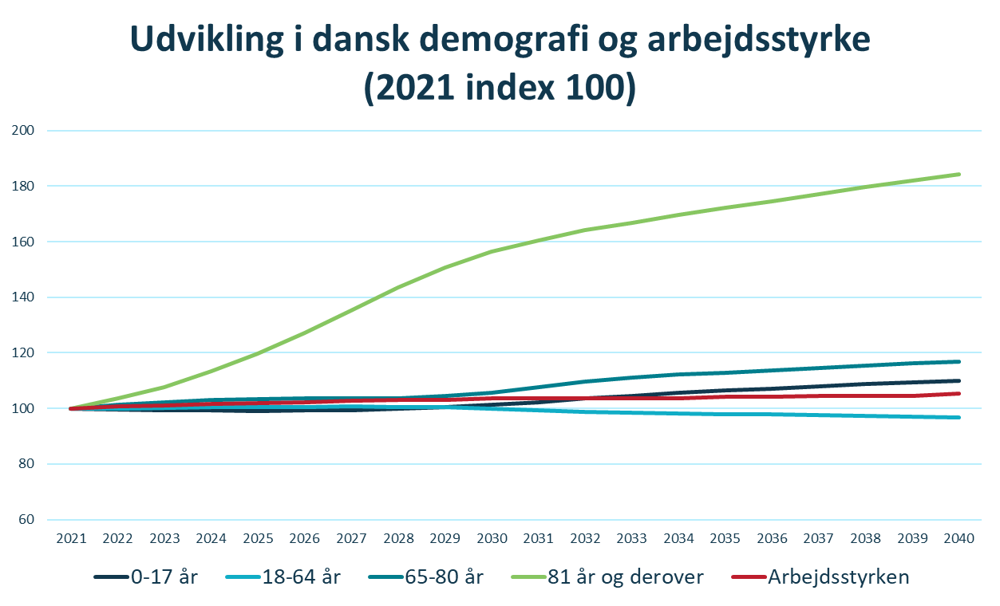 Udvikling i dansk demografi og arbejdsstyrke
(2021 index 100)
200
180
160
140
120
100
80
60
2021 2022 2023 2024 2025 2026 2027 2028 2029 2030 2031 2032 2033 2034 2035 2036 2037 2038 2039 2040
0-17 år 18-64 år 65-80 år 81 år og derover Arbejdsstyrken